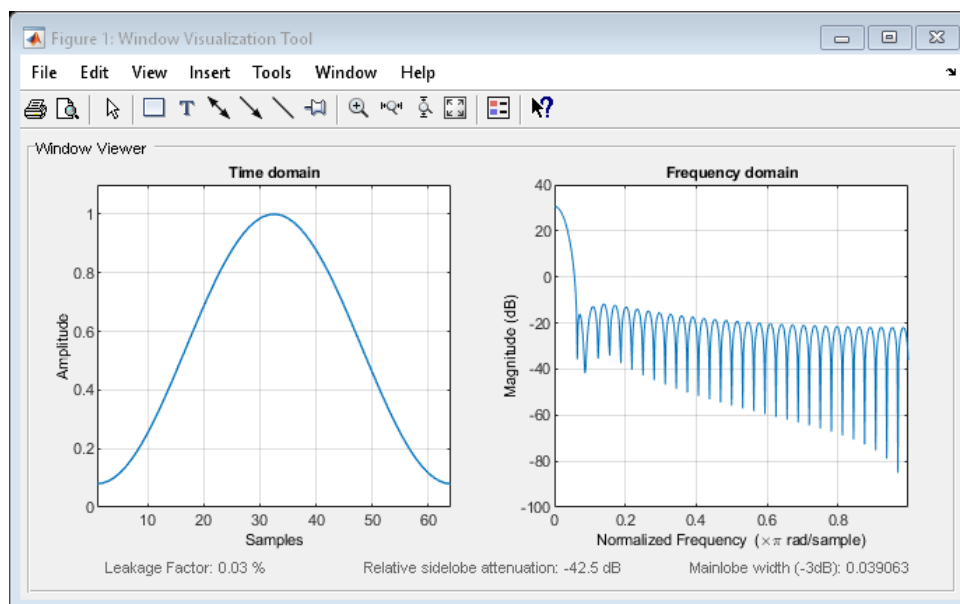 Figure 1: Window Visualization Tool
File Edit View Insert Tools Window Help
T
Window Viewer
Time domain
1
0.8
0.6
0.4
0.2
0
Amplitude
10 20 30 40 50 60
Samples
Frequency domain
40
20
0
-20
-40
-60
-80
-100
Magnitude (dB)
0 0.2 0.4 0.6 0.8
Normalized Frequency (×π rad/sample)
Leakage Factor: 0.03 % Relative sidelobe attenuation: -42.5 dB Mainlobe width (-3dB): 0.039063